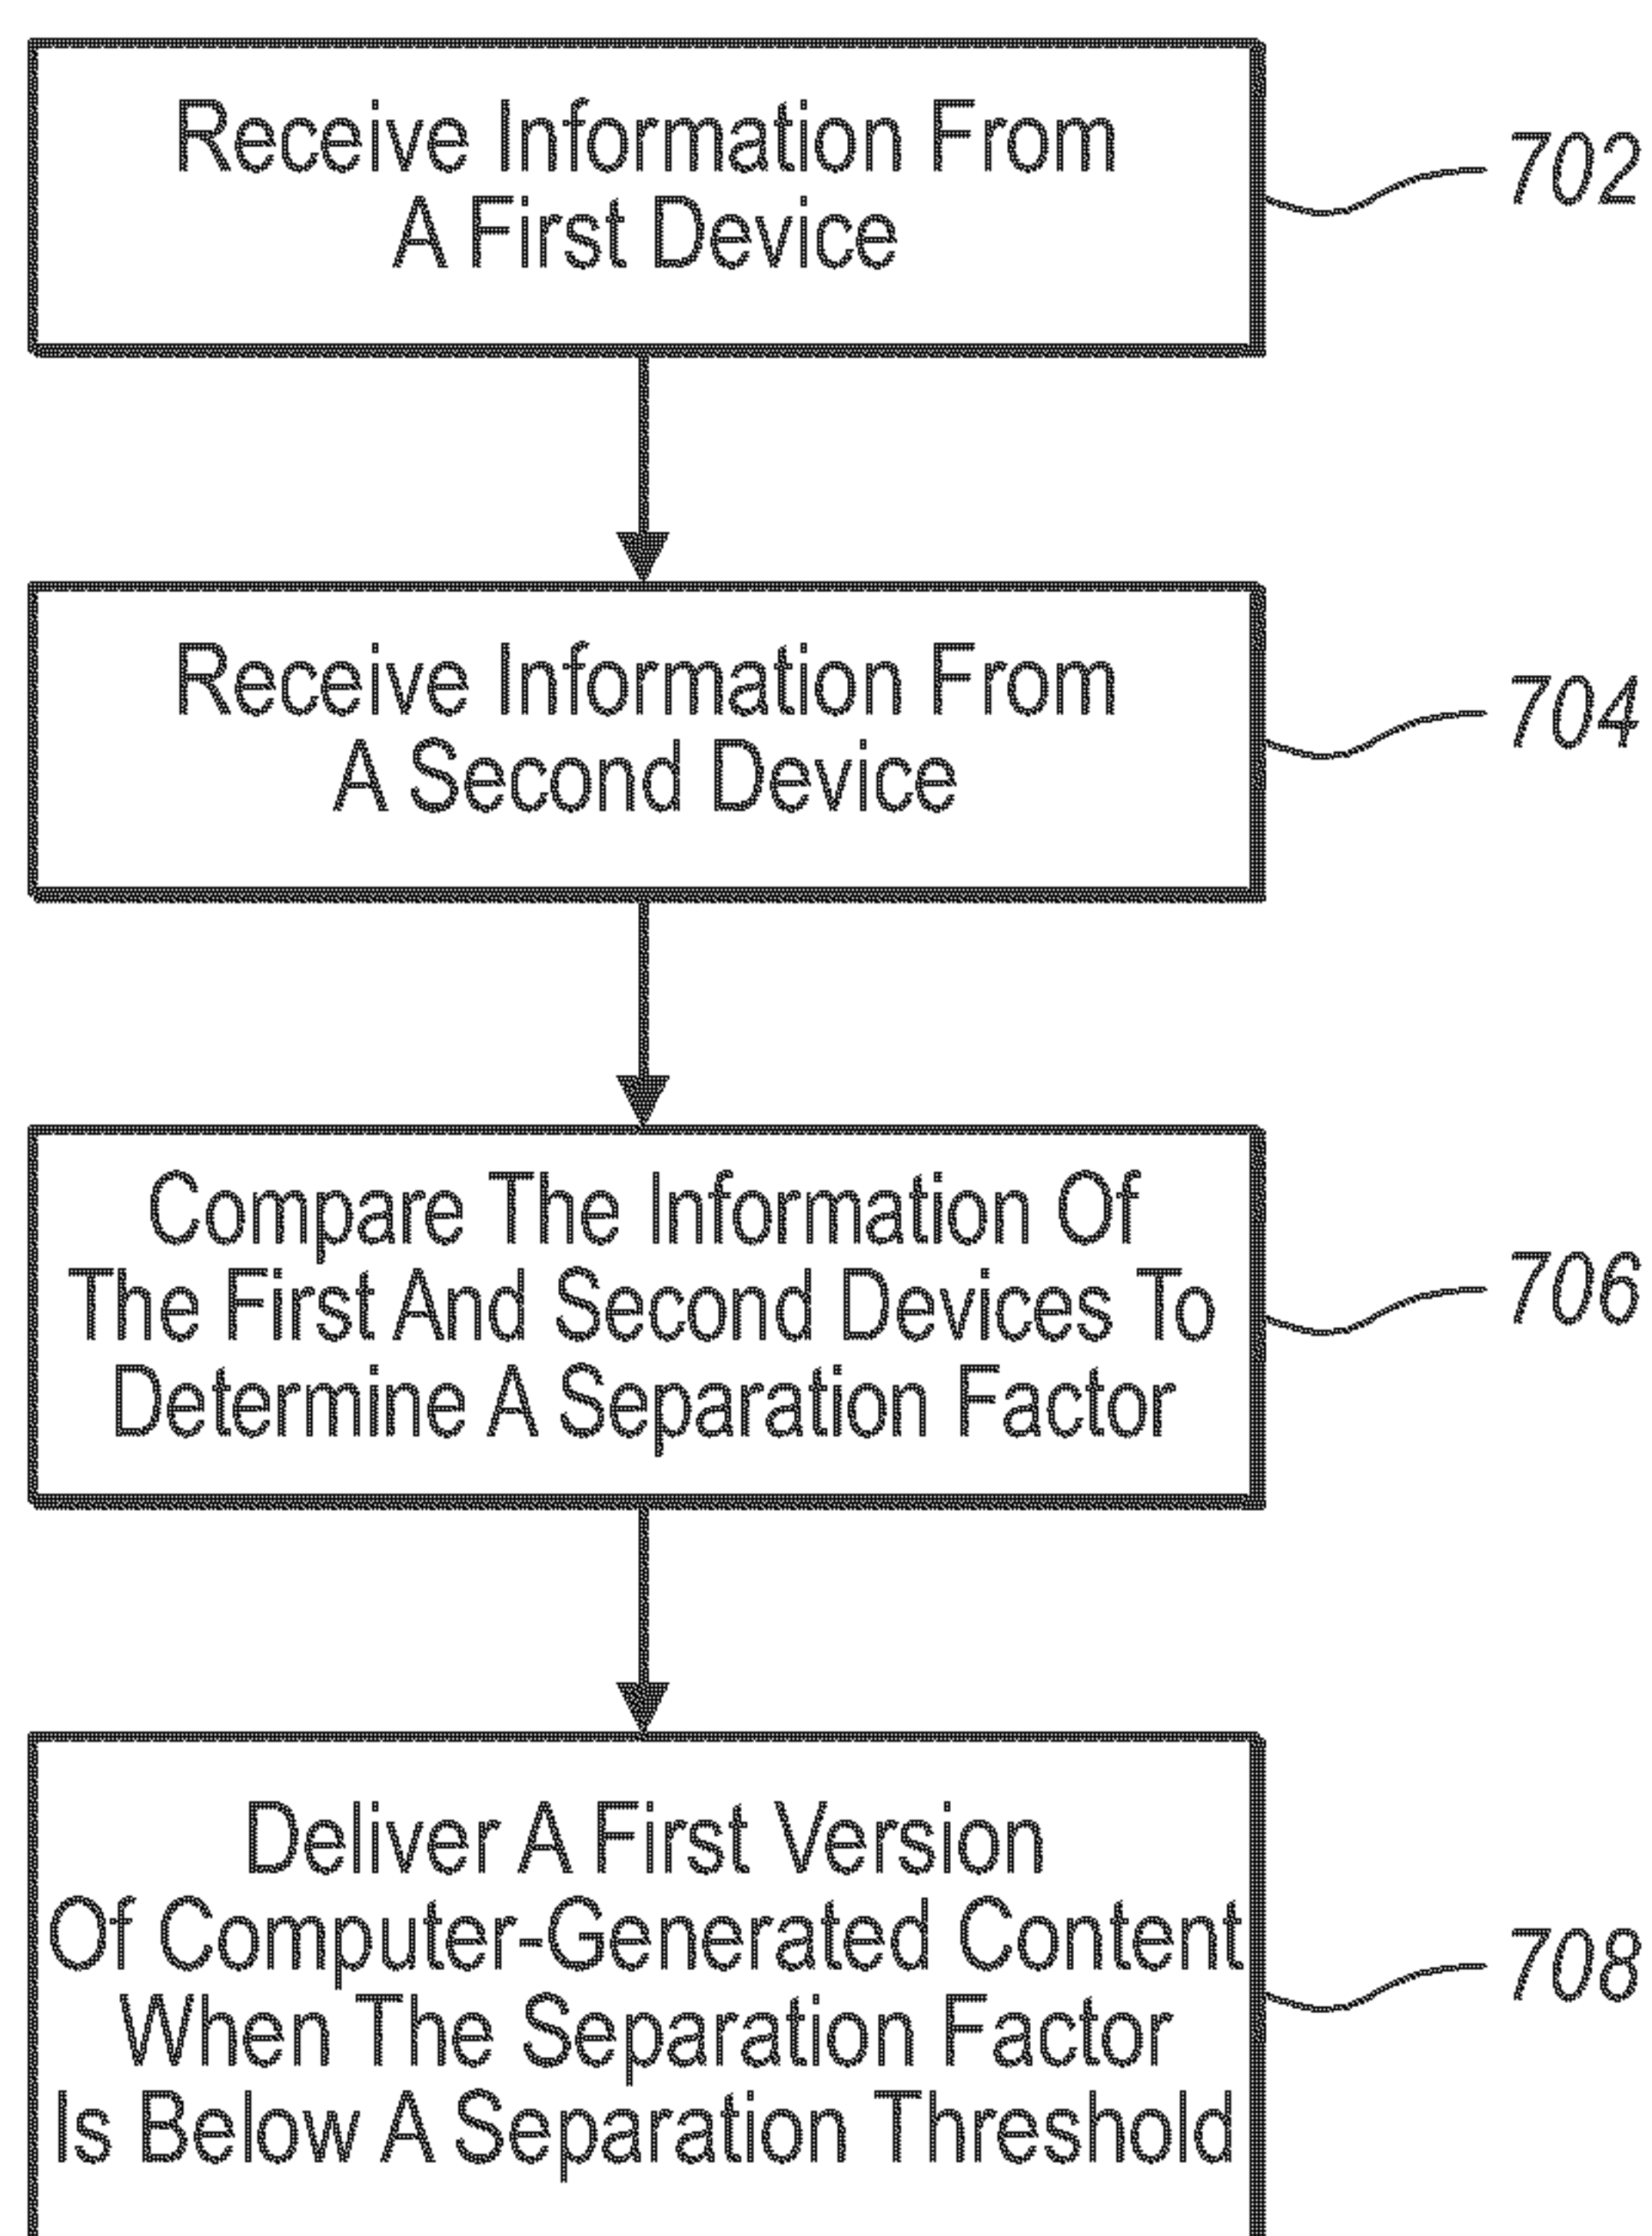 Receive Information From
A First Device
702
Receive Information From
A Second Device
704
Compare The Information Of
The First And Second Devices To
Determine A Separation Factor
706
Deliver A First Version
Of Computer-Generated Content
When The Separation Factor
Is Below A Separation Threshold
708